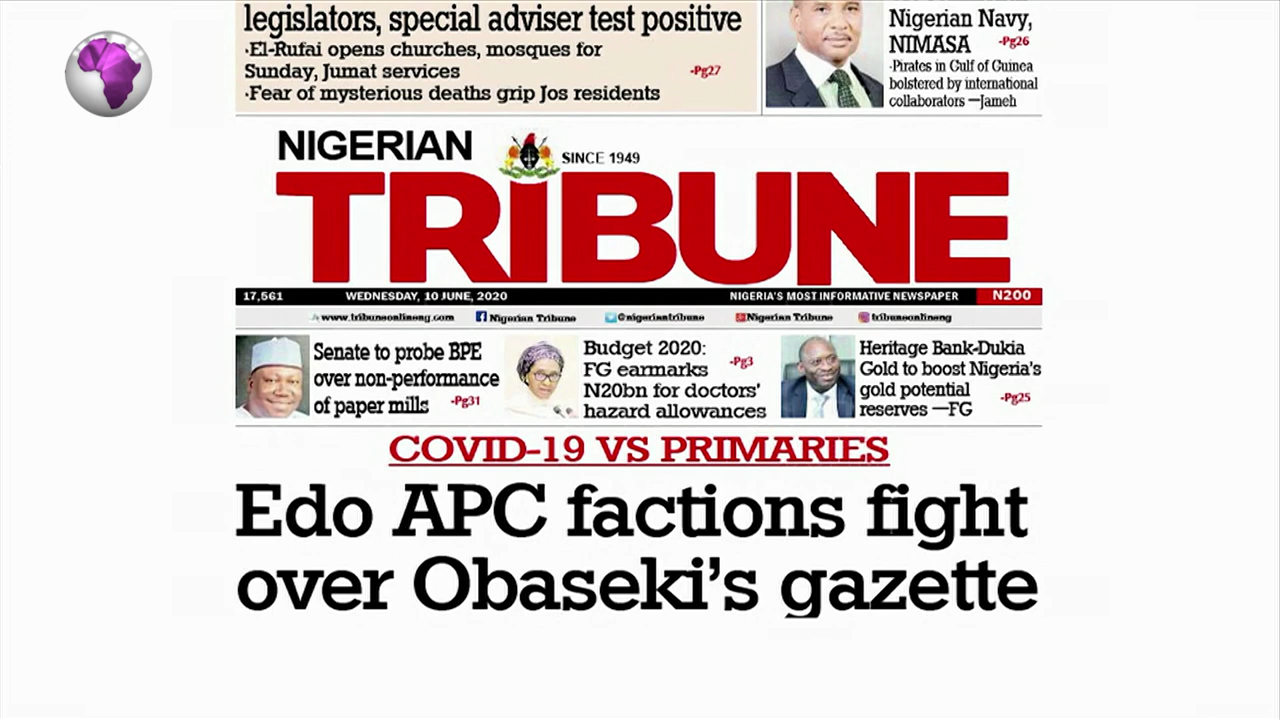 legislators, special adviser test positive
·El-Rufai opens churches, mosques for
Sunday, Jumat services
-Pg27
·Fear of mysterious deaths grip Jos residents
Nigerian Navy,
NIMASA -Pg26
·Pirates in Gulf of Guinea
bolstered by international
collaborators —Jameh
NIGERIAN
SINCE 1949
TRIBUNE
17,561 WEDNESDAY, 10 JUNE, 2020 NIGERIA'S MOST INFORMATIVE NEWSPAPER N200
www.tribuneonlineng.com Nigerian Tribune @nigeriantribune Nigerian Tribune tribuneonlineng
Senate to probe BPE
over non-performance
of paper mills -Pg31
Budget 2020:
FG earmarks -Pg3
N20bn for doctors'
hazard allowances
Heritage Bank-Dukia
Gold to boost Nigeria's
gold potential
reserves —FG -Pg25
COVID-19 VS PRIMARIES
Edo APC factions fight
over Obaseki's gazette